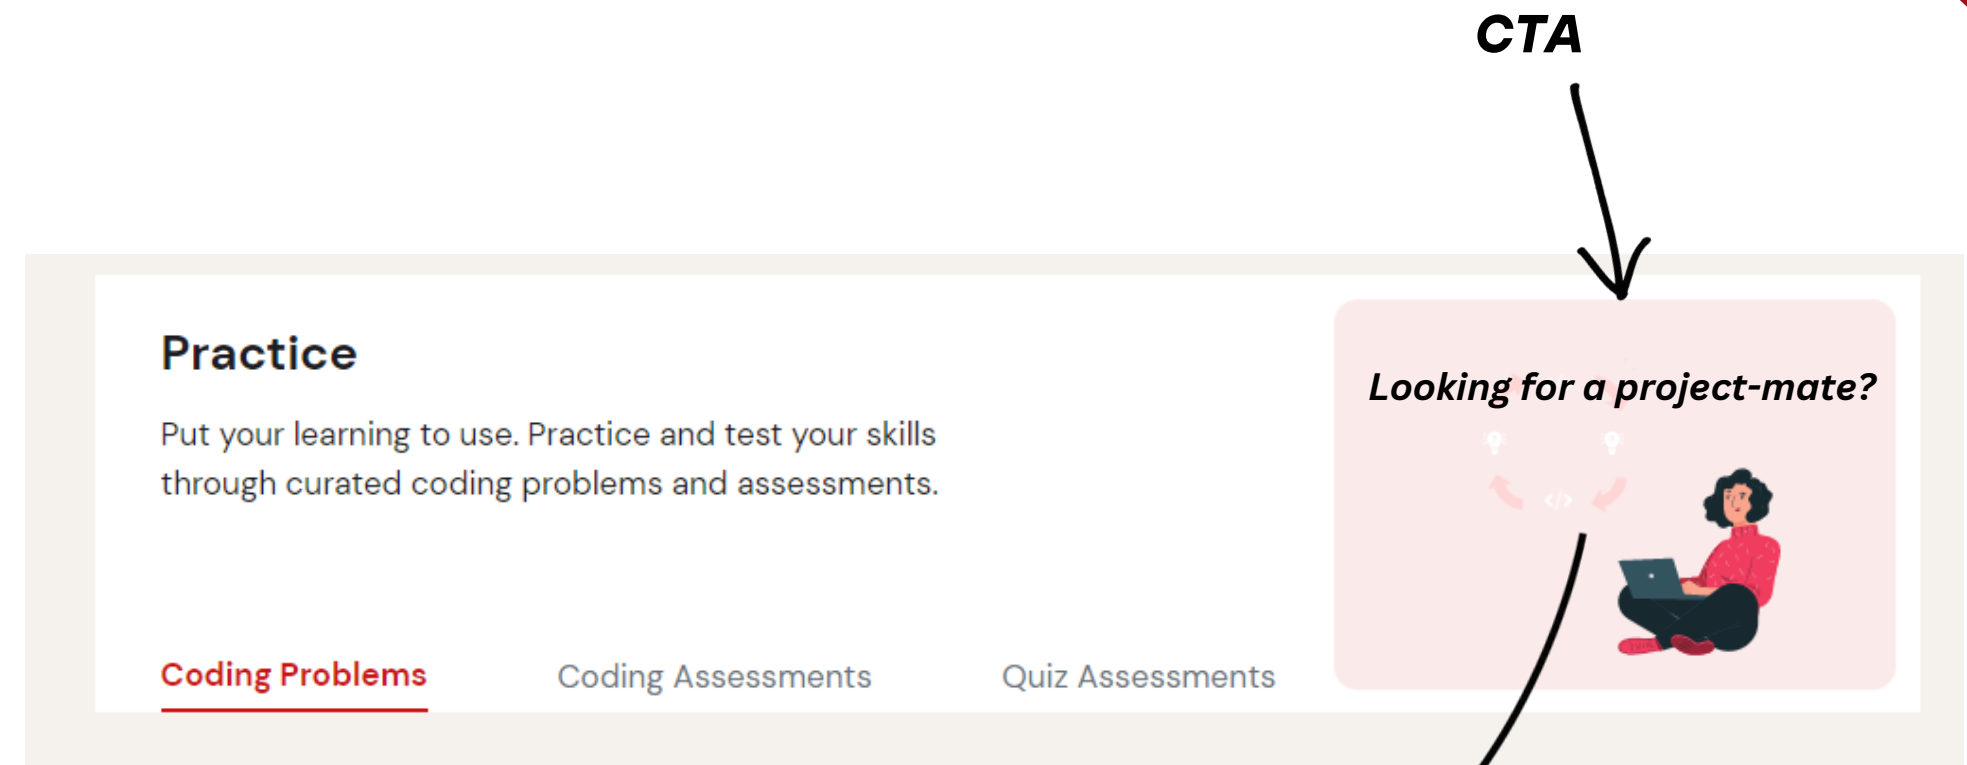 CTA
Practice
Looking for a project-mate?
Put your learning to use. Practice and test your skills
through curated coding problems and assessments.
</>
Coding Problems
Coding Assessments
Quiz Assessments